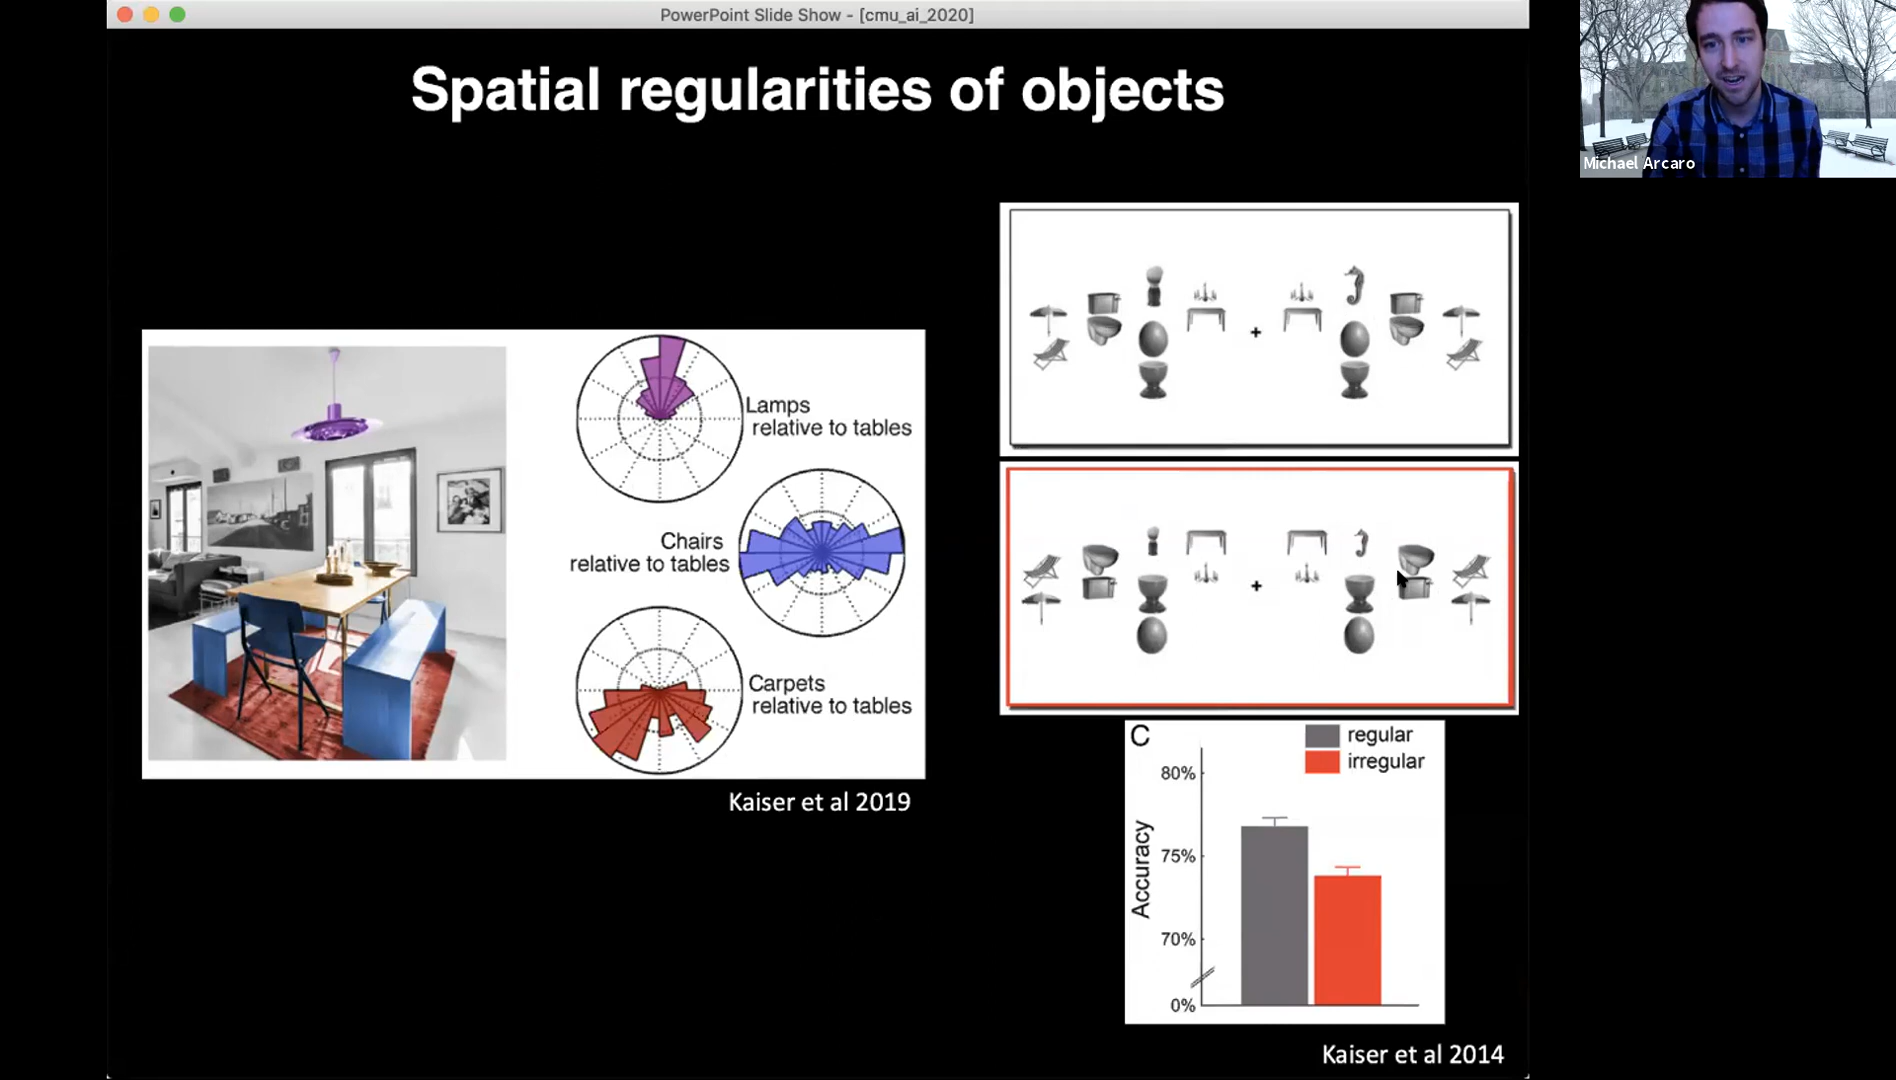 PowerPoint Slide Show - [cmu_ai_2020]
Spatial regularities of objects
Michael Arcaro
Lamps
relative to tables
Chairs
relative to tables
Carpets
relative to tables
Kaiser et al 2019
+
+
C
regular
irregular
80%
75%
70%
0%
Accuracy
Kaiser et al 2014